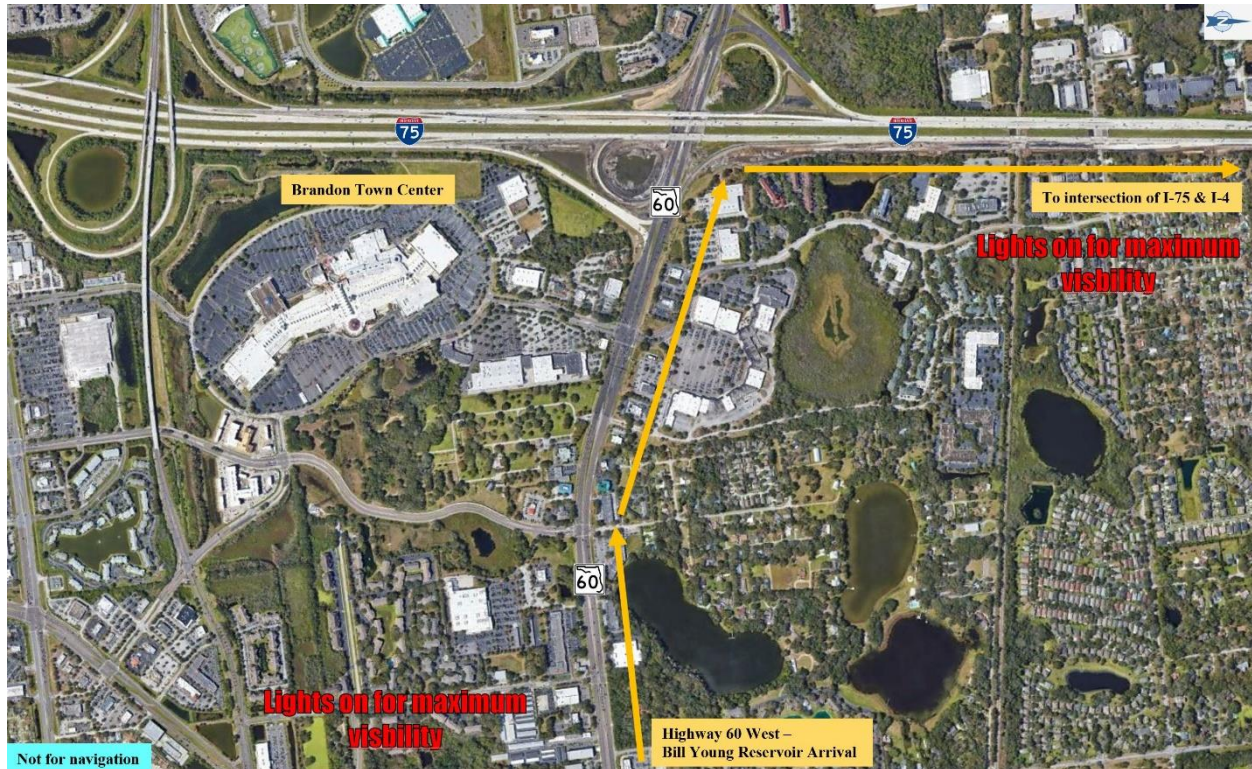 75
75
Brandon Town Center
60
To intersection of I-75 & I-4
Lights on for maximum
visbility
60
Lights on for maximum
visbility
Highway 60 West –
Bill Young Reservoir Arrival
Not for navigation